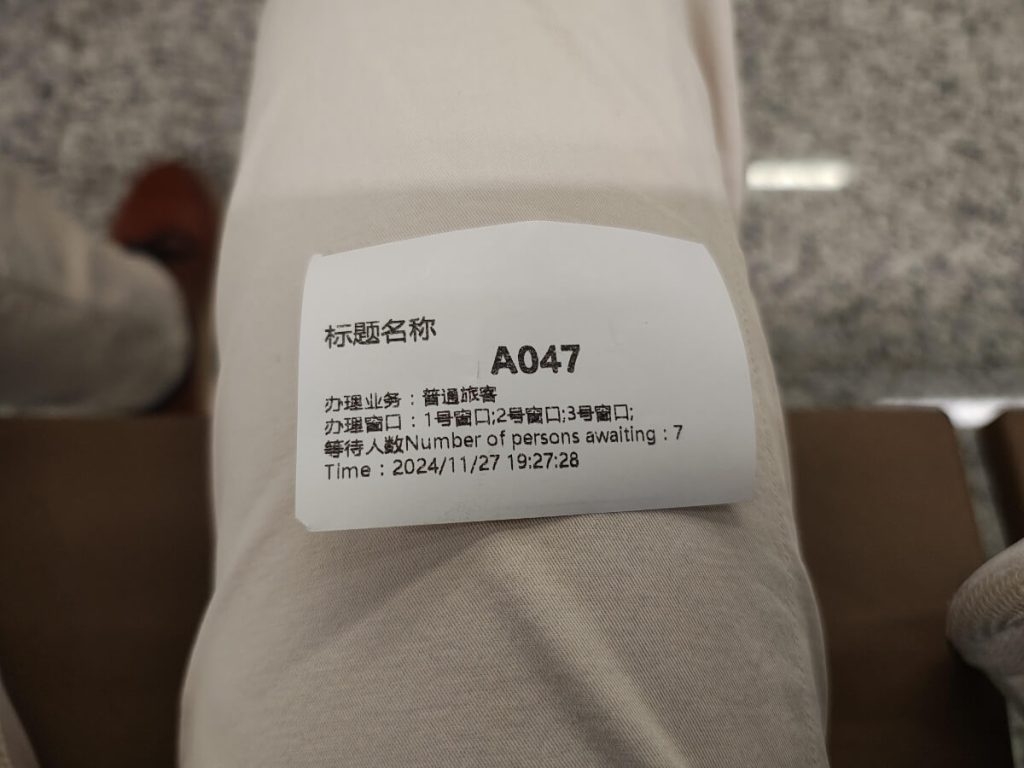 标题名称
A047
办理业务：普通旅客
办理窗口：1号窗口;2号窗口;3号窗口;
等待人数Number of persons awaiting : 7
Time : 2024/11/27 19:27:28